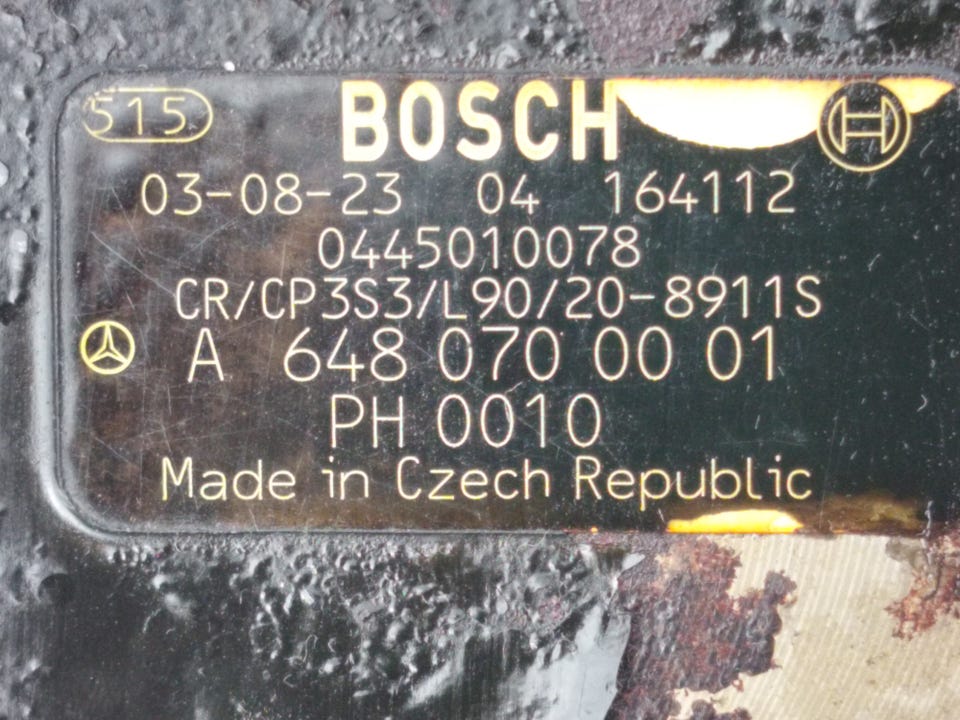 515 BOSCH
03-08-23 04 164112
0445010078
CR/CP3S3/L90/20-8911S
A 648 070 00 01
PH 0010
Made in Czech Republic